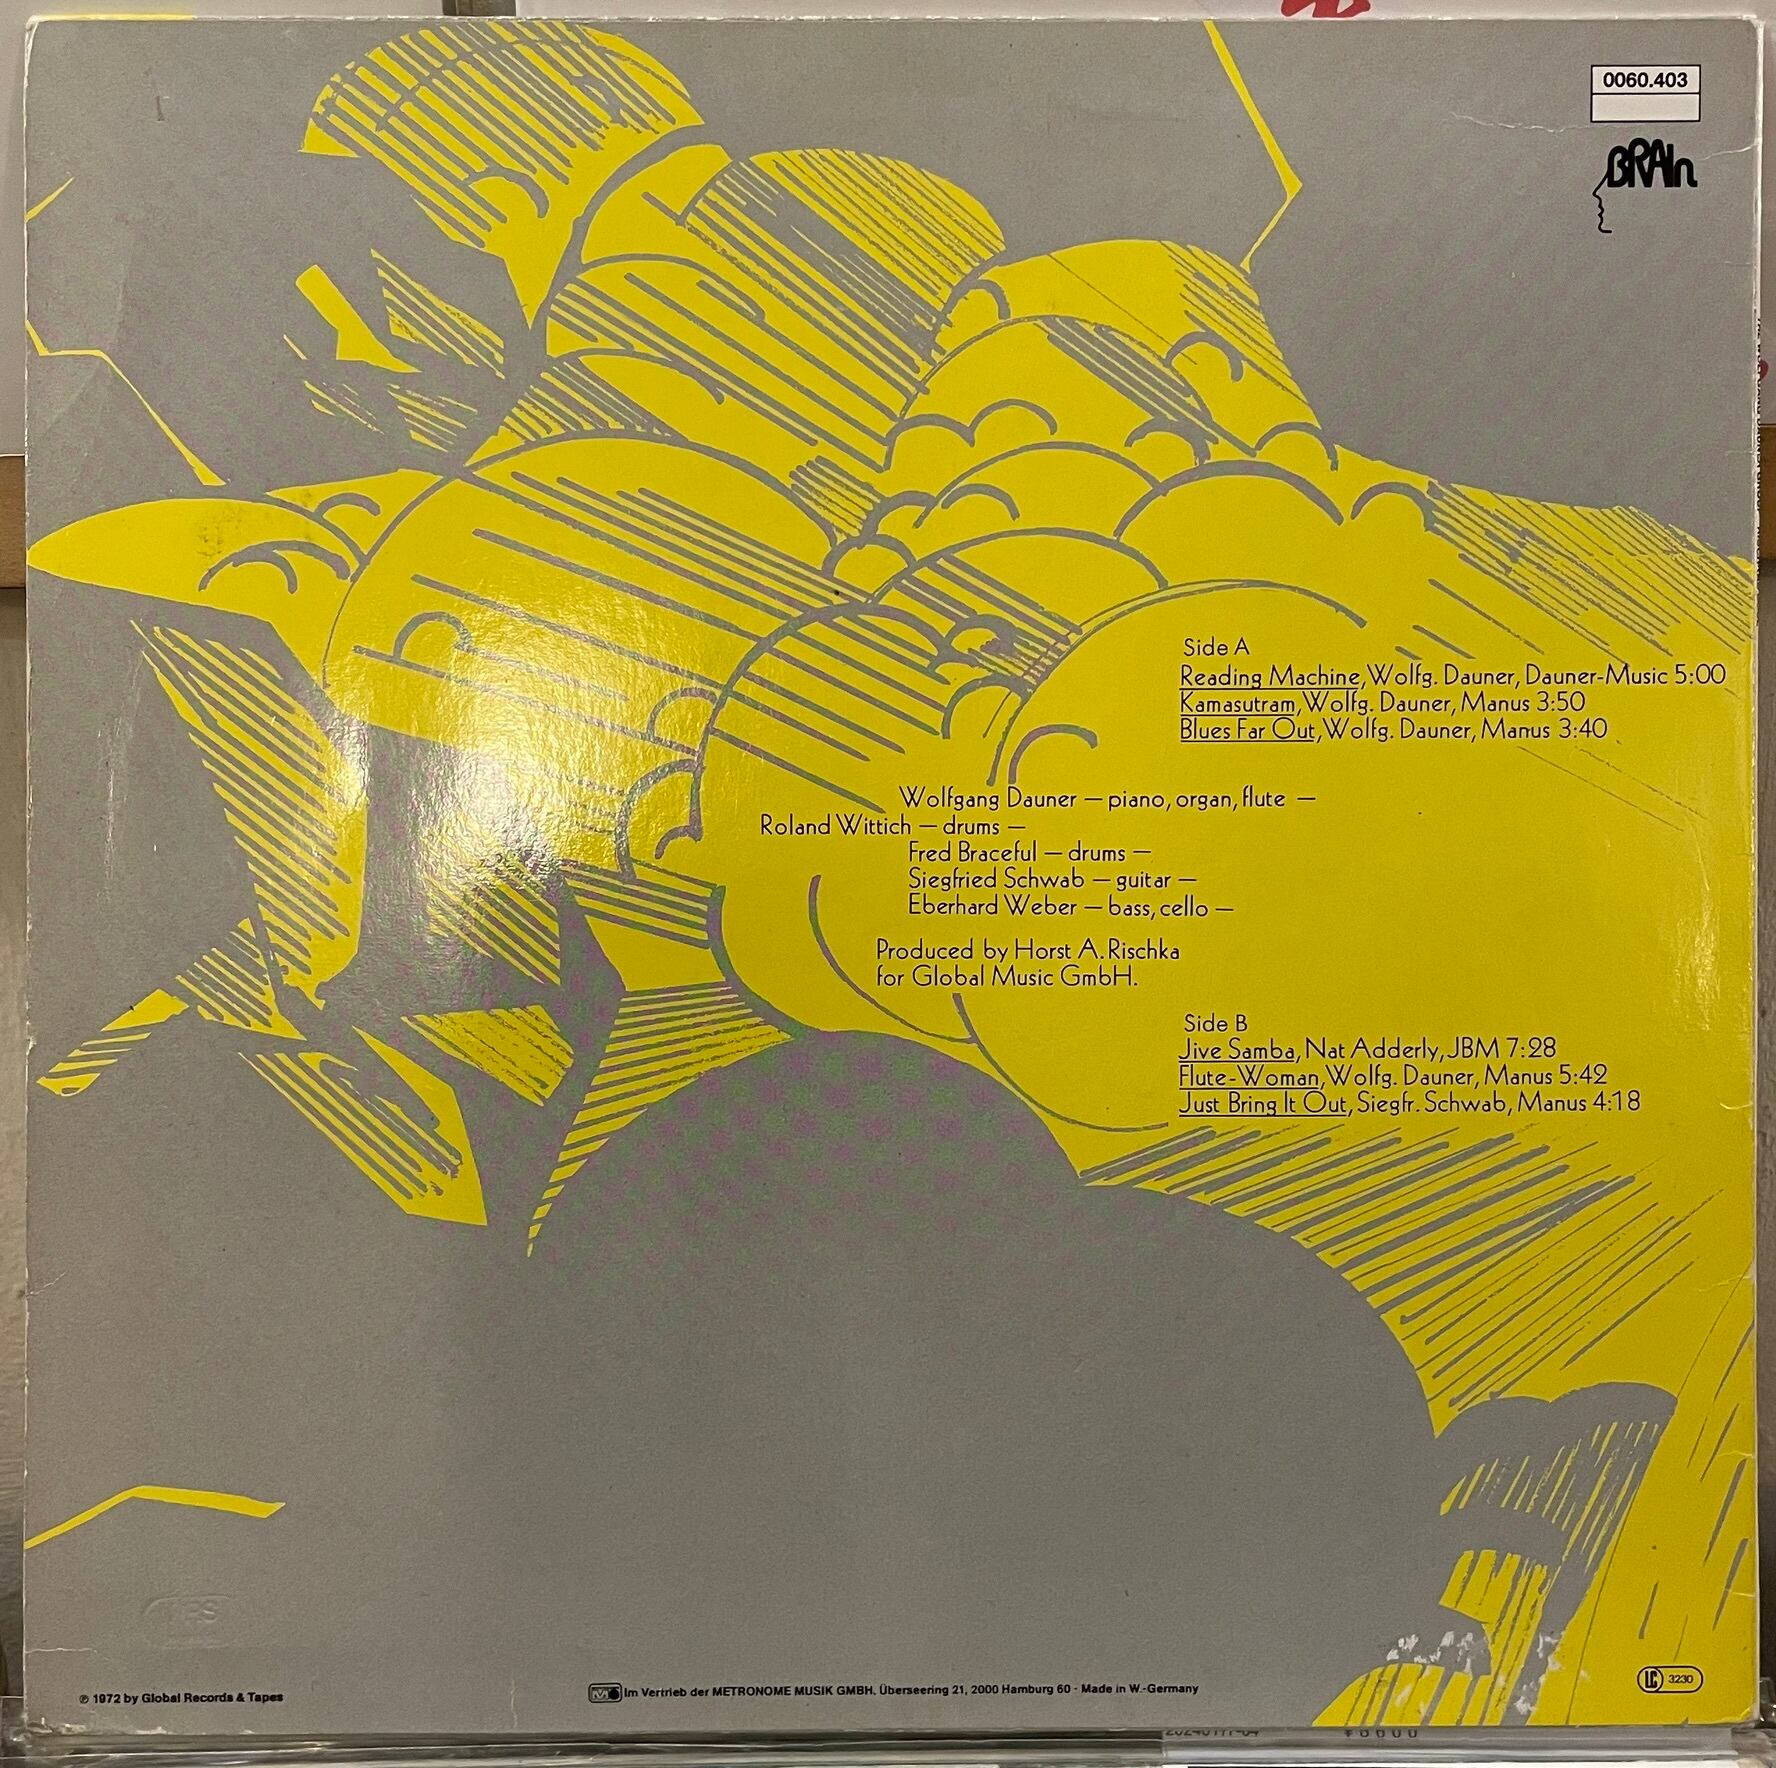 0060.403
BRAIn
Side A
Reading Machine, Wolfg. Dauner, Dauner-Music 5:00
Kamasutram, Wolfg. Dauner, Manus 3:50
Blues Far Out, Wolfg. Dauner, Manus 3:40
Wolfgang Dauner — piano, organ, flute —
Roland Wittich — drums —
Fred Braceful — drums —
Siegfried Schwab — guitar —
Eberhard Weber — bass, cello —
Produced by Horst A. Rischka
for Global Music GmbH.
Side B
Jive Samba, Nat Adderly, JBM 7:28
Flute-Woman, Wolfg. Dauner, Manus 5:42
Just Bring It Out, Siegfr. Schwab, Manus 4:18
℗ 1972 by Global Records & Tapes
Im Vertrieb der METRONOME MUSIK GMBH, Überseering 21, 2000 Hamburg 60 · Made in W.-Germany
LC 3230